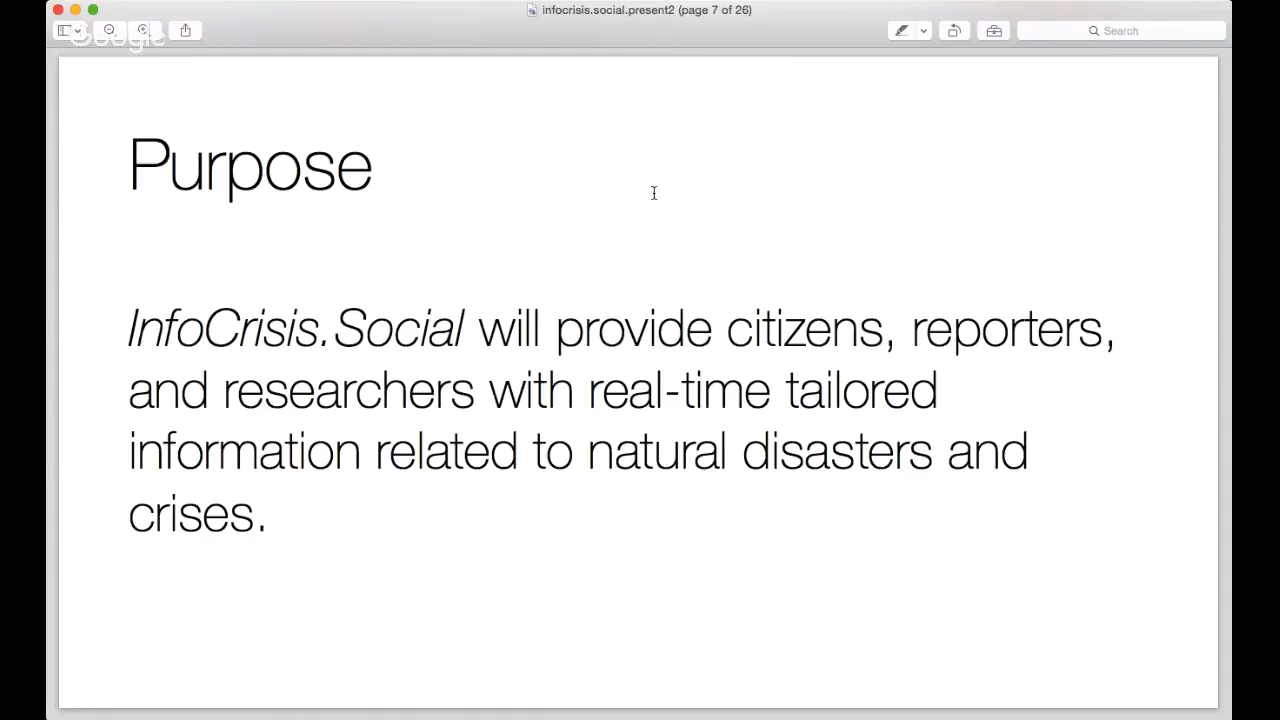 infocrisis.social.present2 (page 7 of 26)
Google
Search
Purpose
InfoCrisis.Social will provide citizens, reporters,
and researchers with real-time tailored
information related to natural disasters and
crises.